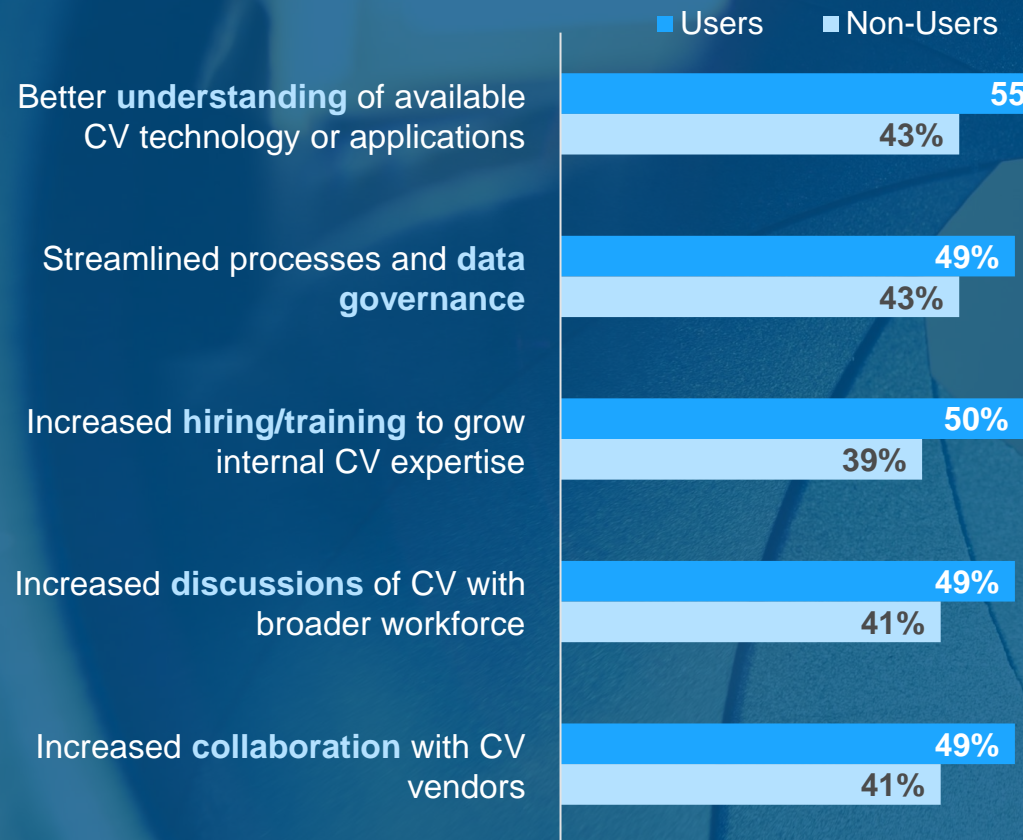 Users Non-Users
Better understanding of available
CV technology or applications
55
43%
Streamlined processes and data
governance
49%
43%
Increased hiring/training to grow
internal CV expertise
50%
39%
Increased discussions of CV with
broader workforce
49%
41%
Increased collaboration with CV
vendors
49%
41%